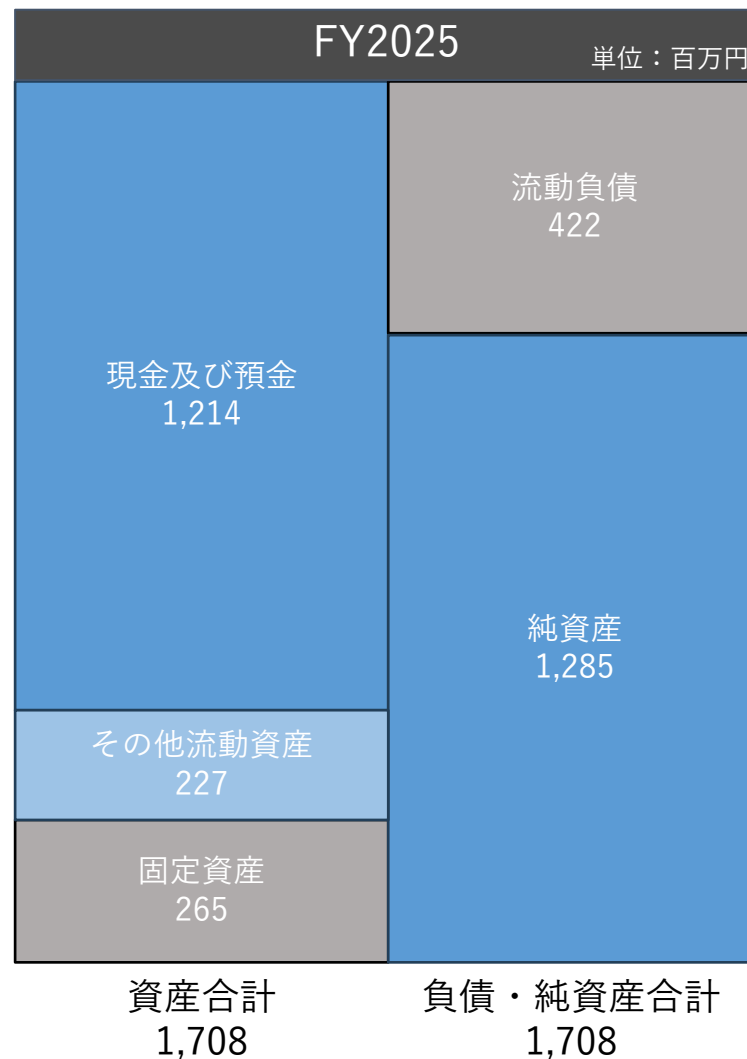 FY2025
単位：百万円
現金及び預金
1,214
その他流動資産
227
固定資産
265
流動負債
422
純資産
1,285
資産合計
1,708
負債・純資産合計
1,708